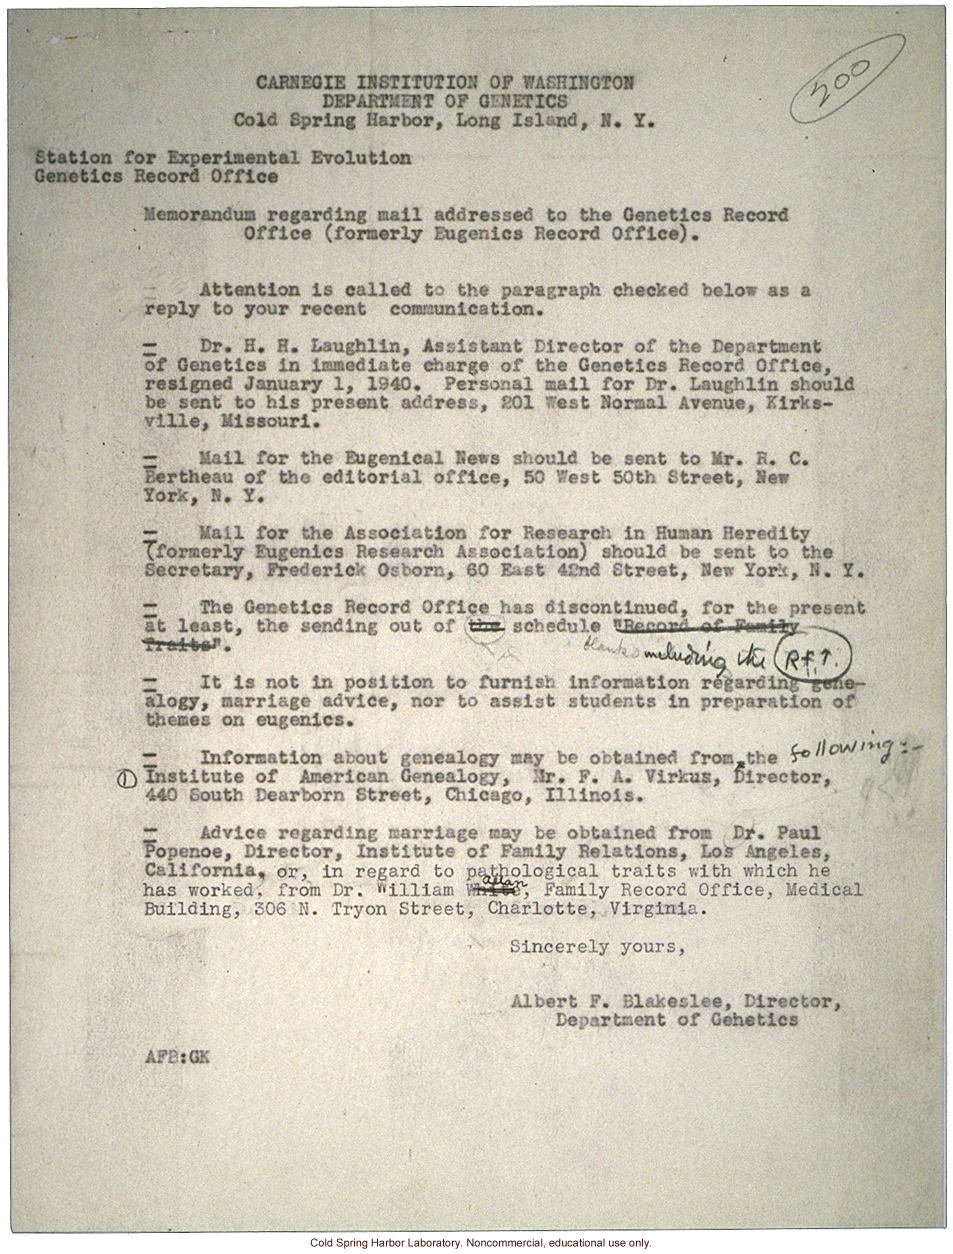 300
CARNEGIE INSTITUTION OF WASHINGTON
DEPARTMENT OF GENETICS
Cold Spring Harbor, Long Island, N. Y.
Station for Experimental Evolution
Genetics Record Office
Memorandum regarding mail addressed to the Genetics Record
Office (formerly Eugenics Record Office).
Attention is called to the paragraph checked below as a
reply to your recent communication.
Dr. H. H. Laughlin, Assistant Director of the Department
of Genetics in immediate charge of the Genetics Record Office,
resigned January 1, 1940. Personal mail for Dr. Laughlin should
be sent to his present address, 201 West Normal Avenue, Kirks-
ville, Missouri.
Mail for the Eugenical News should be sent to Mr. R. C.
Bertheau of the editorial office, 50 West 50th Street, New
York, N. Y.
Mail for the Association for Research in Human Heredity
(formerly Eugenics Research Association) should be sent to the
Secretary, Frederick Osborn, 60 East 42nd Street, New York, N. Y.
The Genetics Record Office has discontinued, for the present
at least, the sending out of the schedule "Record of Family
Traits".
blanks including the R.F.T.
It is not in position to furnish information regarding gene-
alogy, marriage advice, nor to assist students in preparation of
themes on eugenics.
Information about genealogy may be obtained from the following:-
① Institute of American Genealogy, Mr. F. A. Virkus, Director,
440 South Dearborn Street, Chicago, Illinois.
Advice regarding marriage may be obtained from Dr. Paul
Popenoe, Director, Institute of Family Relations, Los Angeles,
California, or, in regard to pathological traits with which he
allan
has worked, from Dr. William White, Family Record Office, Medical
Building, 306 N. Tryon Street, Charlotte, Virginia.
Sincerely yours,
Albert F. Blakeslee, Director,
Department of Gehetics
AFB:GK
Cold Spring Harbor Laboratory. Noncommercial, educational use only.